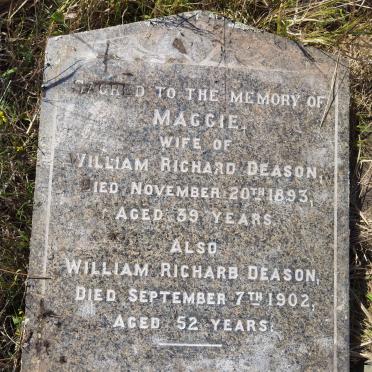 SACRED TO THE MEMORY OF
MAGGIE,
WIFE OF
WILLIAM RICHARD DEASON,
DIED NOVEMBER 20TH 1893,
AGED 39 YEARS
ALSO
WILLIAM RICHARB DEASON,
DIED SEPTEMBER 7TH 1902,
AGED 52 YEARS.